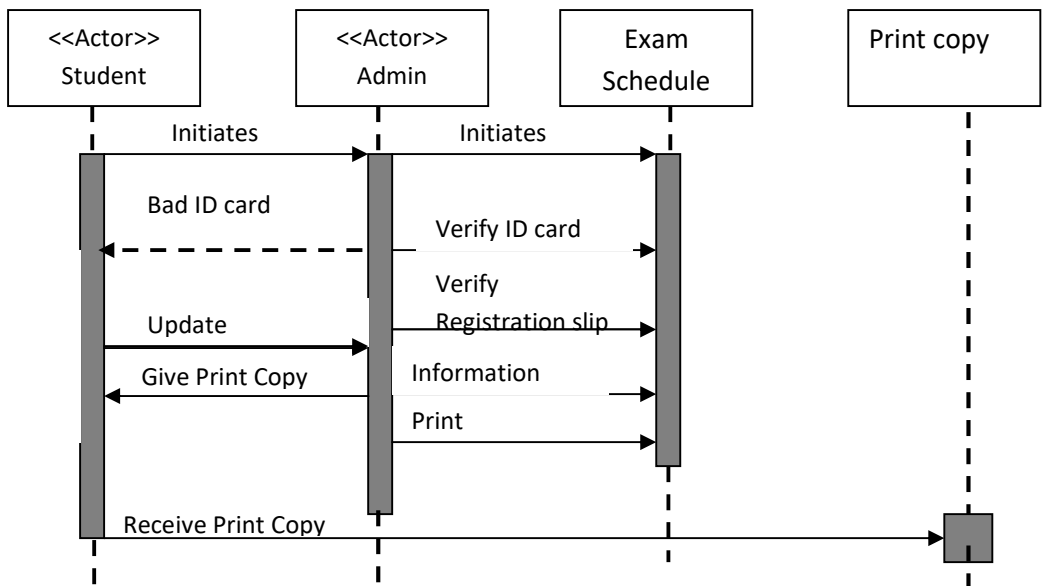 <<Actor>>
Student
<<Actor>>
Admin
Exam
Schedule
Print copy
Initiates
Initiates
Bad ID card
Verify ID card
Verify
Registration slip
Update
Give Print Copy
Information
Print
Receive Print Copy